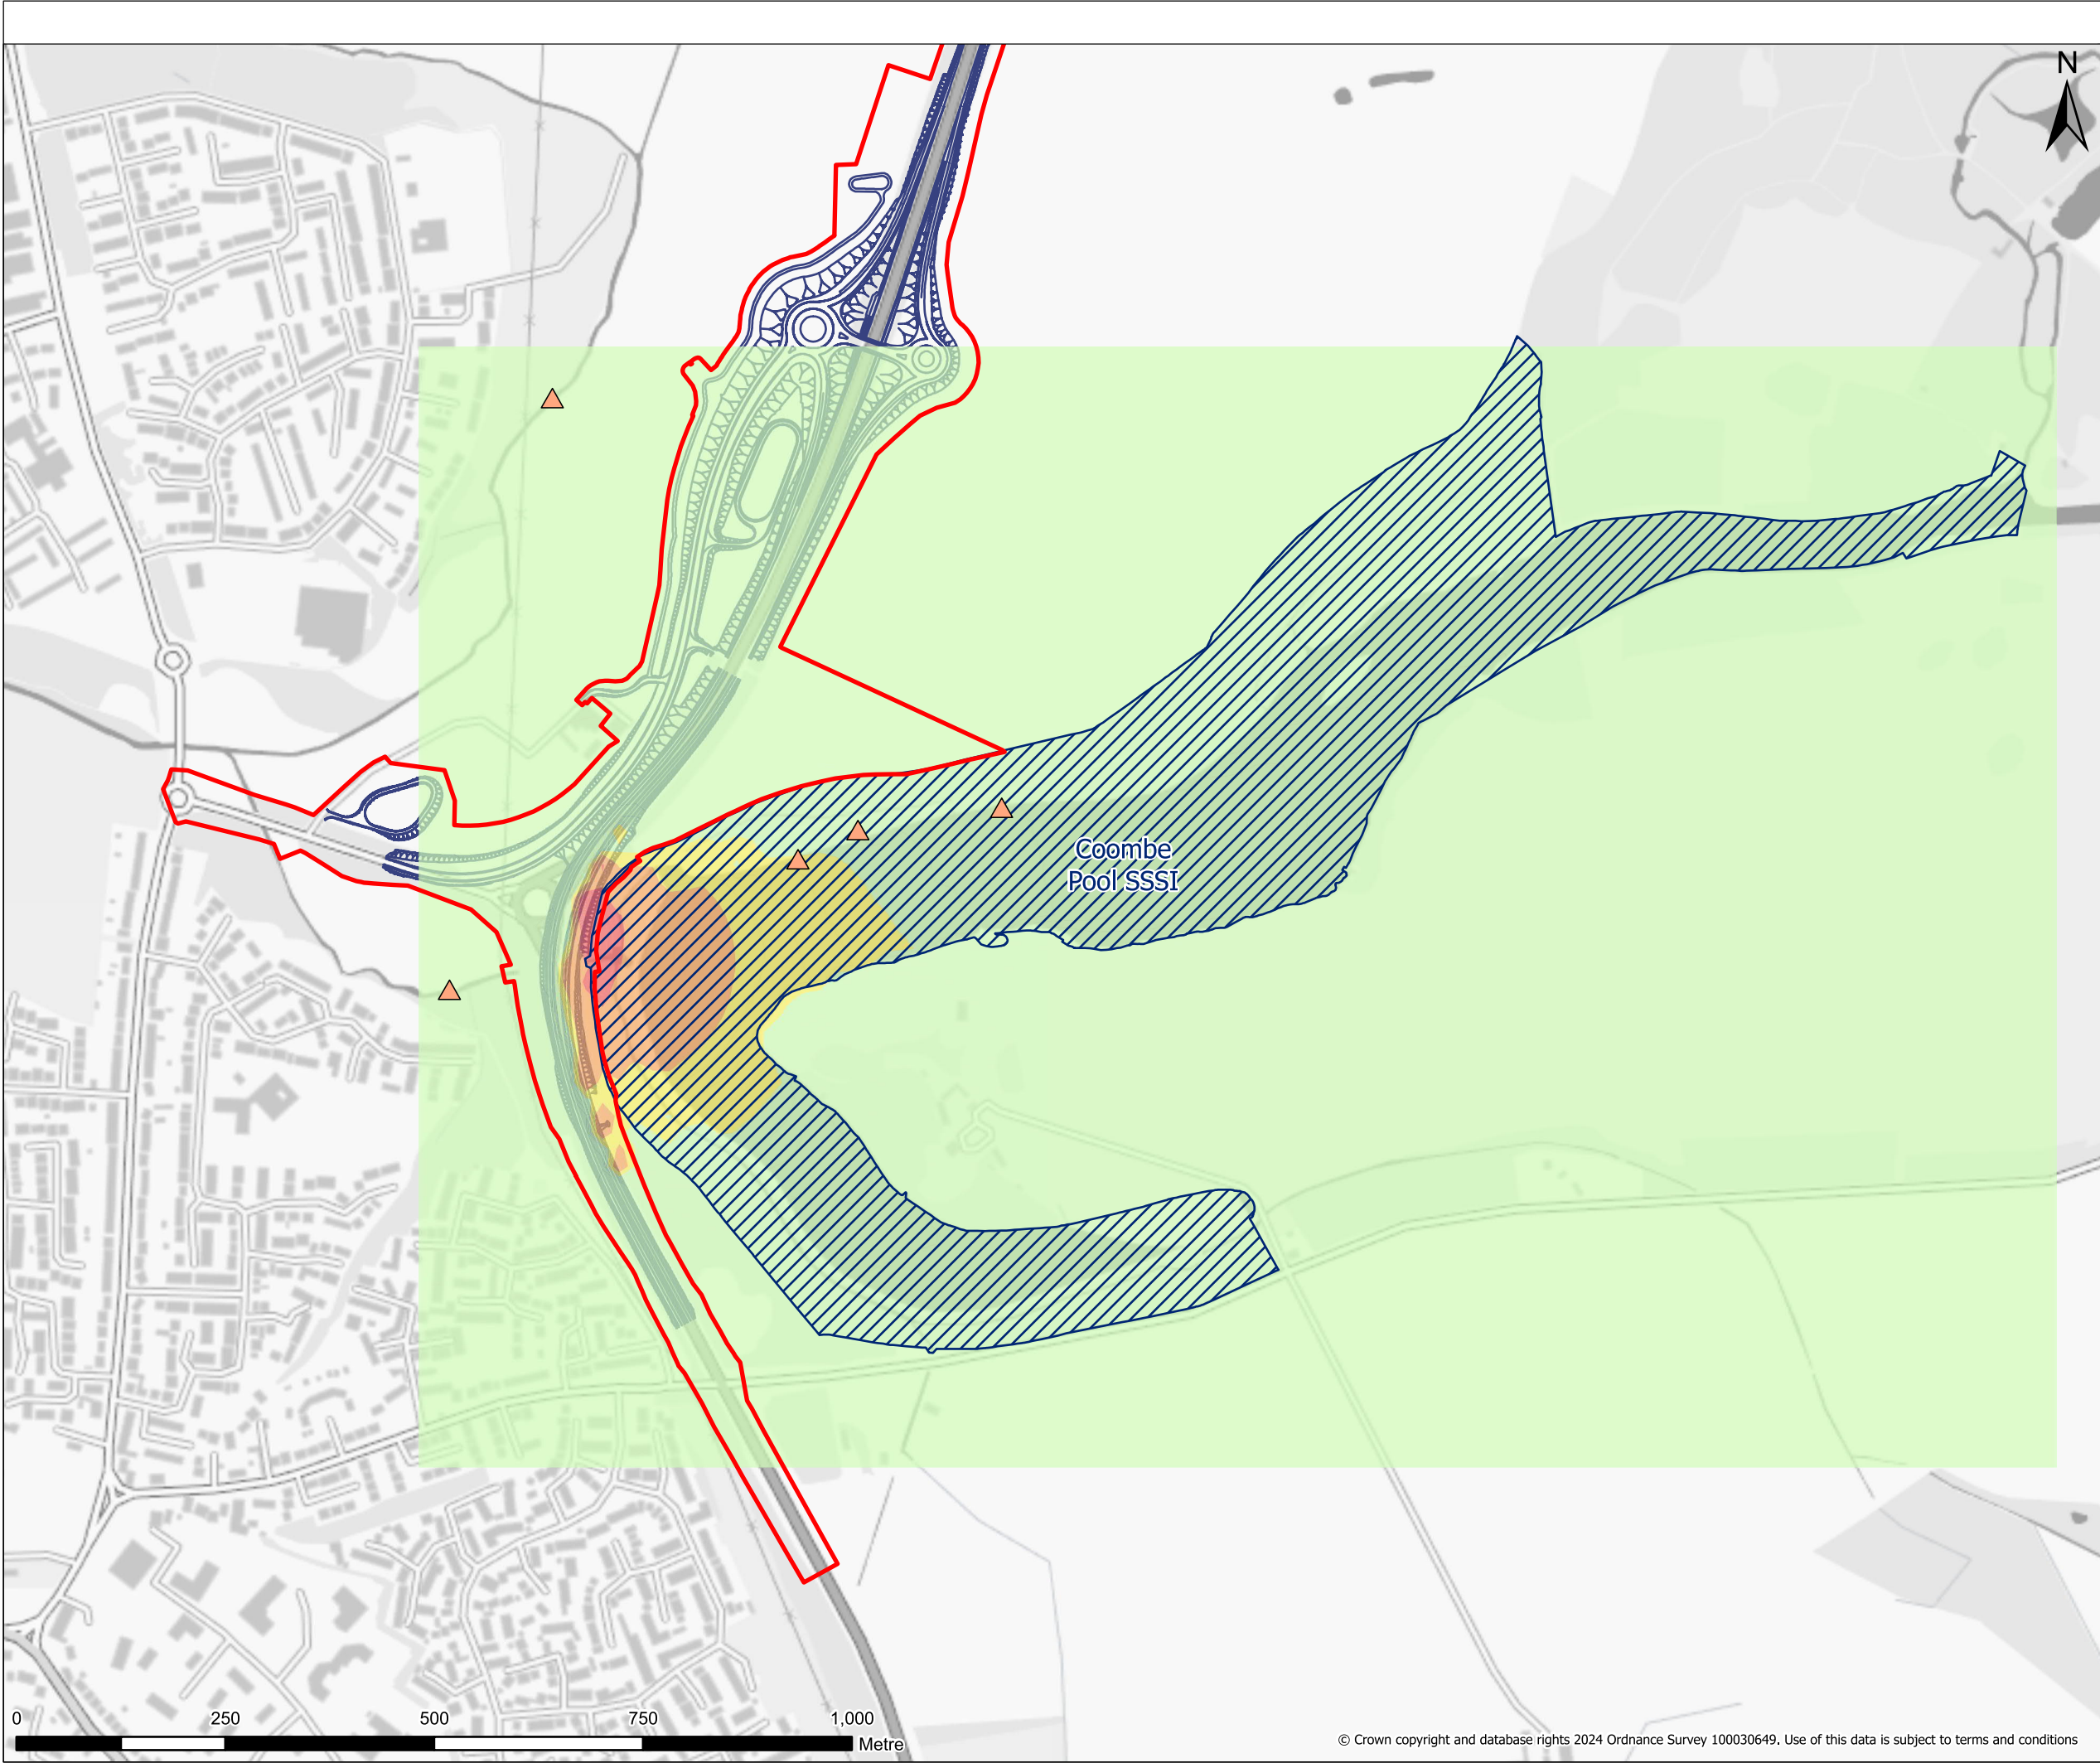 N
Coombe
Pool SSSI
0 250 500 750 1,000
Metre
© Crown copyright and database rights 2024 Ordnance Survey 100030649. Use of this data is subject to terms and conditions